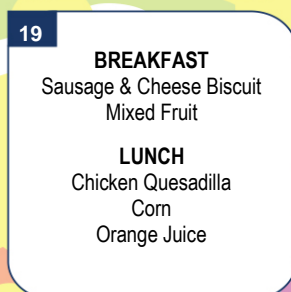 19
BREAKFAST
Sausage & Cheese Biscuit
Mixed Fruit
LUNCH
Chicken Quesadilla
Corn
Orange Juice